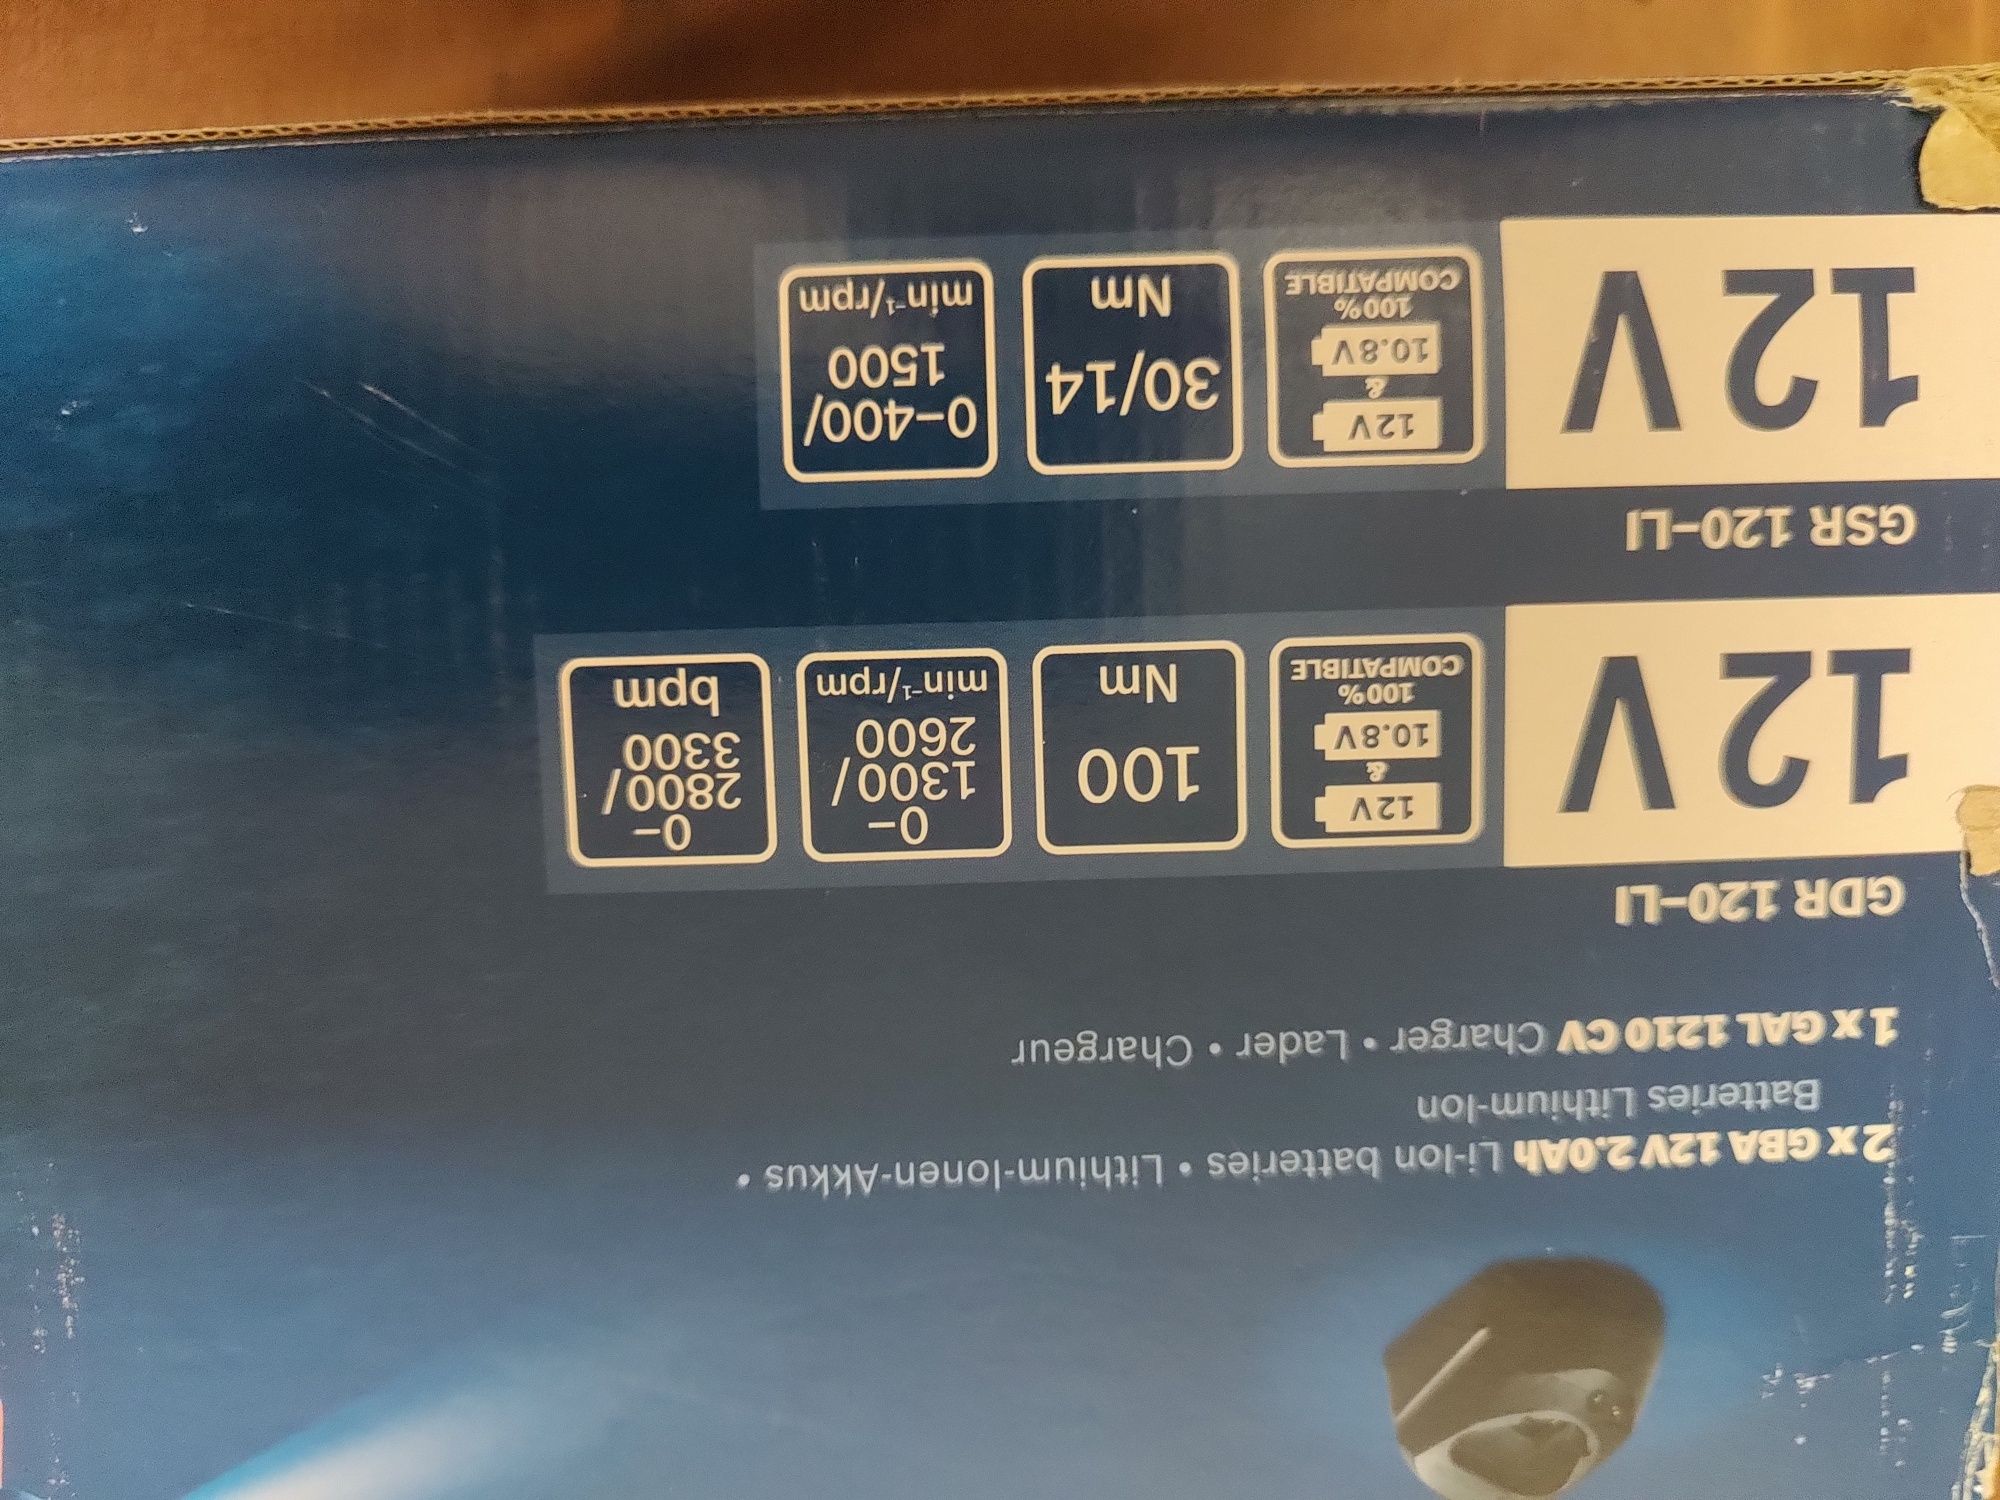 2 x GBA 12V 2.0Ah Li-Ion batteries • Lithium-Ionen-Akkus •
Batteries Lithium-Ion
1 x GAL 1210 CV Charger • Lader • Chargeur
GDR 120-LI
12 V
12V
&
10.8V
100%
COMPATIBLE
100
Nm
0–
1300/
2600
min⁻¹/rpm
0–
2800/
3300
bpm
GSR 120-LI
12 V
12V
&
10.8V
100%
COMPATIBLE
30/14
Nm
0–400/
1500
min⁻¹/rpm